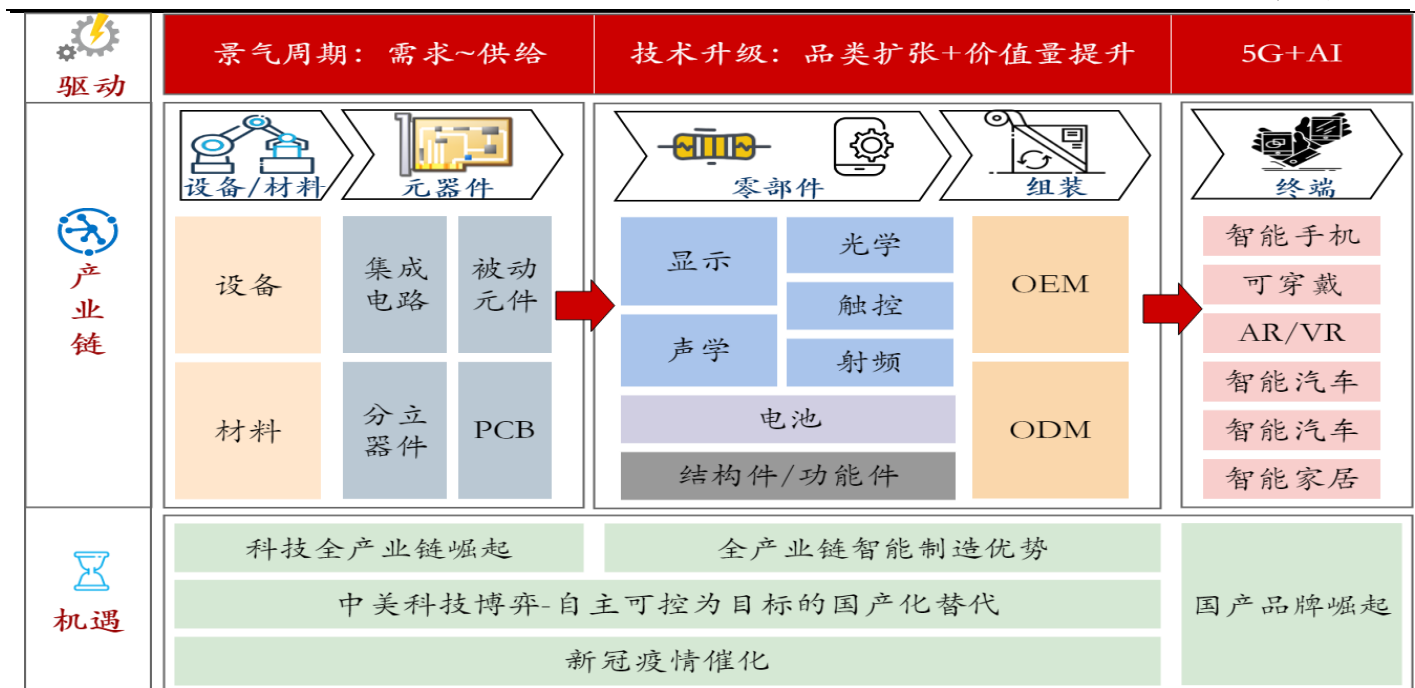 驱动
景气周期：需求~供给
技术升级：品类扩张+价值量提升
5G+AI
产
业
链
设备/材料
元器件
零部件
组装
终端
设备
集成
电路
被动
元件
显示
光学
触控
声学
射频
OEM
智能手机
可穿戴
AR/VR
智能汽车
智能汽车
智能家居
材料
分立
器件
PCB
电池
结构件/功能件
ODM
机遇
科技全产业链崛起
全产业链智能制造优势
中美科技博弈-自主可控为目标的国产化替代
新冠疫情催化
国产品牌崛起